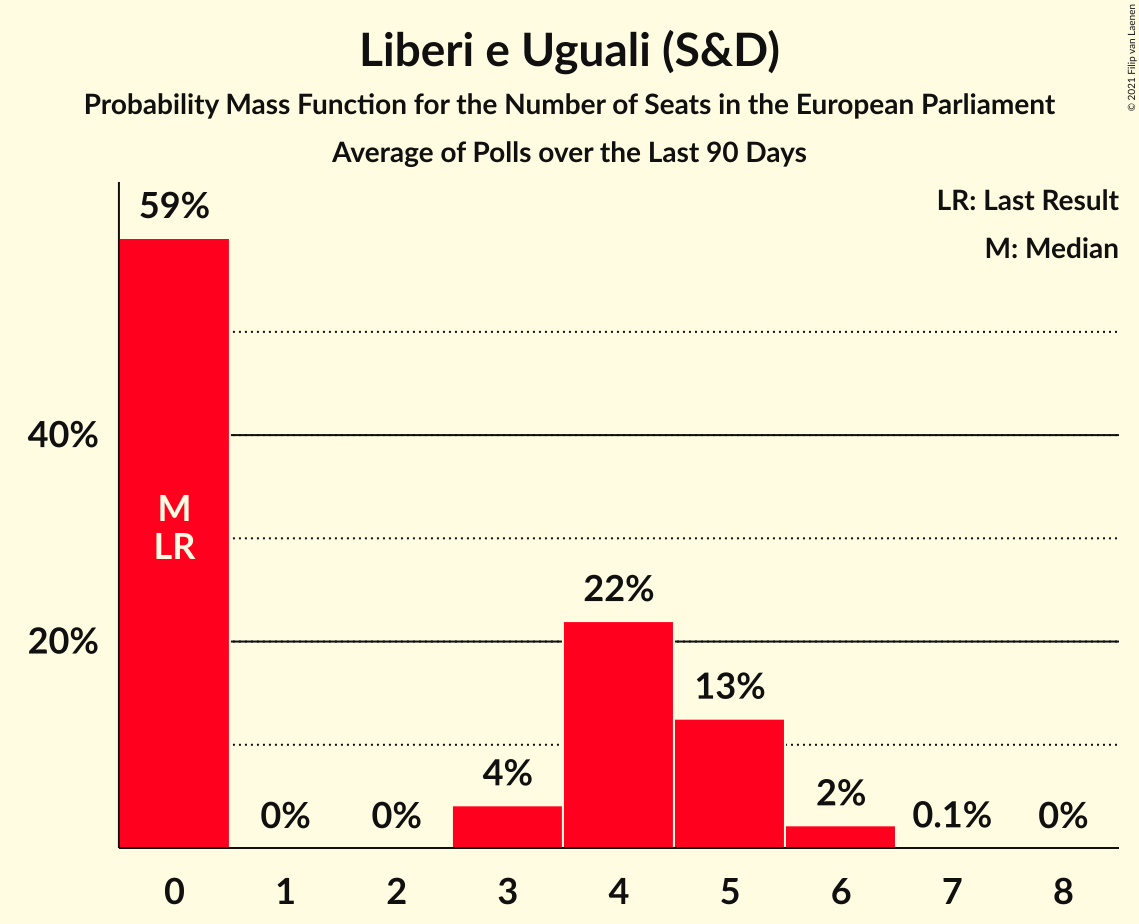 Liberi e Uguali (S&D)
Probability Mass Function for the Number of Seats in the European Parliament
Average of Polls over the Last 90 Days
© 2021 Filip van Laenen
LR: Last Result
M: Median
59%
40%
M
LR
22%
20%
13%
4%
2%
0%
0%
0.1%
0%
0 1 2 3 4 5 6 7 8